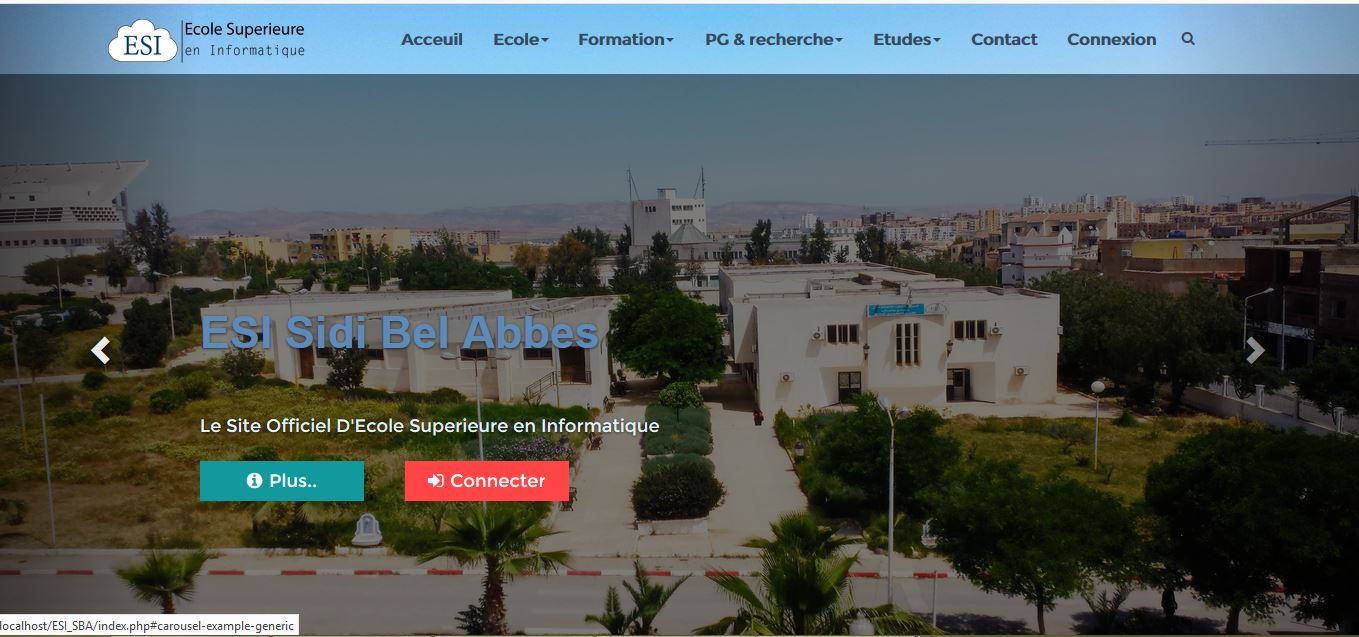 ESI
Ecole Superieure
en Informatique
Acceuil Ecole Formation PG & recherche Etudes Contact Connexion
ESI Sidi Bel Abbes
Le Site Officiel D'Ecole Superieure en Informatique
Plus.. Connecter
localhost/ESI_SBA/index.php#carousel-example-generic